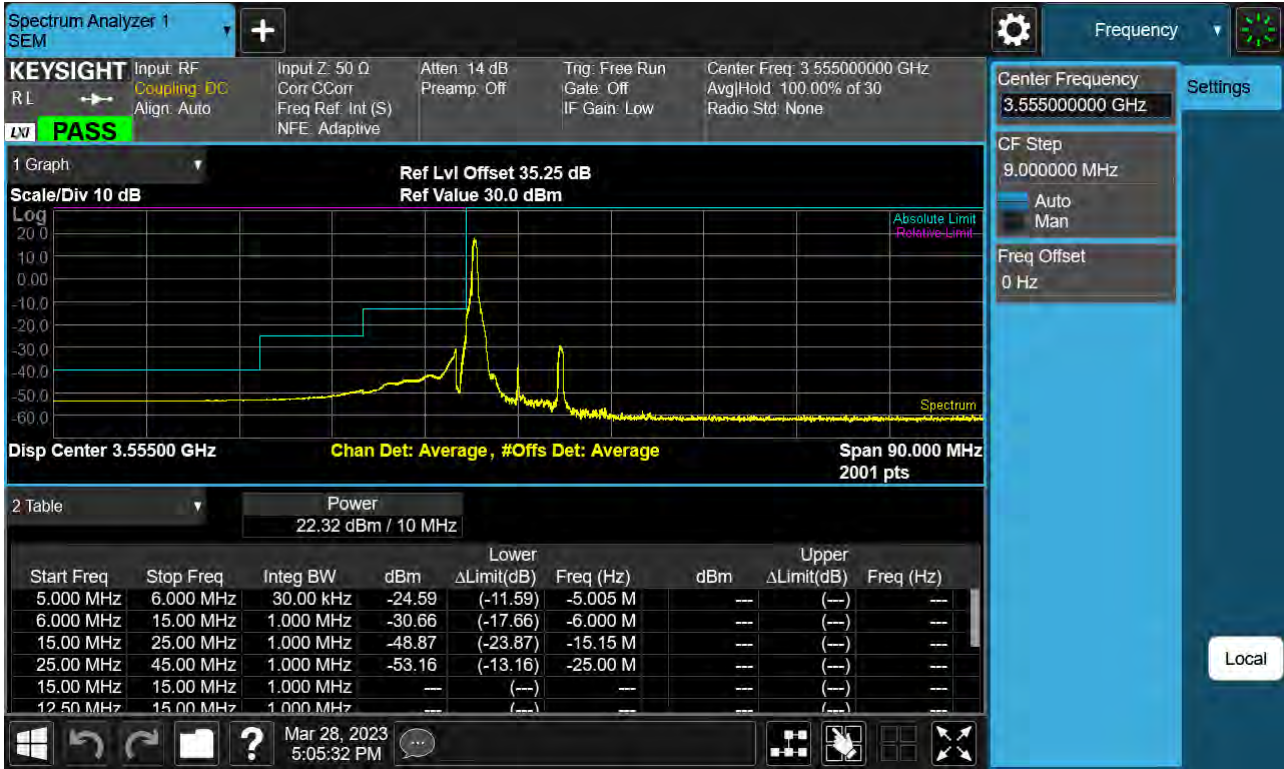 Spectrum Analyzer 1
SEM
+
Frequency
KEYSIGHT
Input: RF
Coupling: DC
Align: Auto
Input Z: 50 Ω
Corr CCorr
Freq Ref: Int (S)
NFE: Adaptive
Atten: 14 dB
Preamp: Off
Trig: Free Run
Gate: Off
IF Gain: Low
Center Freq: 3.555000000 GHz
Avg|Hold: 100.00% of 30
Radio Std: None
R L
LXI PASS
Center Frequency
3.555000000 GHz
Settings
CF Step
9.000000 MHz
Auto
Man
Freq Offset
0 Hz
Local
1 Graph
Scale/Div 10 dB
Ref Lvl Offset 35.25 dB
Ref Value 30.0 dBm
Log
Absolute Limit
Relative Limit
20.0
10.0
0.00
-10.0
-20.0
-30.0
-40.0
-50.0
-60.0
Spectrum
Disp Center 3.55500 GHz Chan Det: Average, #Offs Det: Average Span 90.000 MHz
2001 pts
2 Table
Power
22.32 dBm / 10 MHz
Lower Upper
Start Freq Stop Freq Integ BW dBm ΔLimit(dB) Freq (Hz) dBm ΔLimit(dB) Freq (Hz)
5.000 MHz 6.000 MHz 30.00 kHz -24.59 (-11.59) -5.005 M --- (---) ---
6.000 MHz 15.00 MHz 1.000 MHz -30.66 (-17.66) -6.000 M --- (---) ---
15.00 MHz 25.00 MHz 1.000 MHz -48.87 (-23.87) -15.15 M --- (---) ---
25.00 MHz 45.00 MHz 1.000 MHz -53.16 (-13.16) -25.00 M --- (---) ---
15.00 MHz 15.00 MHz 1.000 MHz --- (---) --- --- (---) ---
12.50 MHz 15.00 MHz 1.000 MHz --- (---) --- --- (---) ---
?
Mar 28, 2023
5:05:32 PM